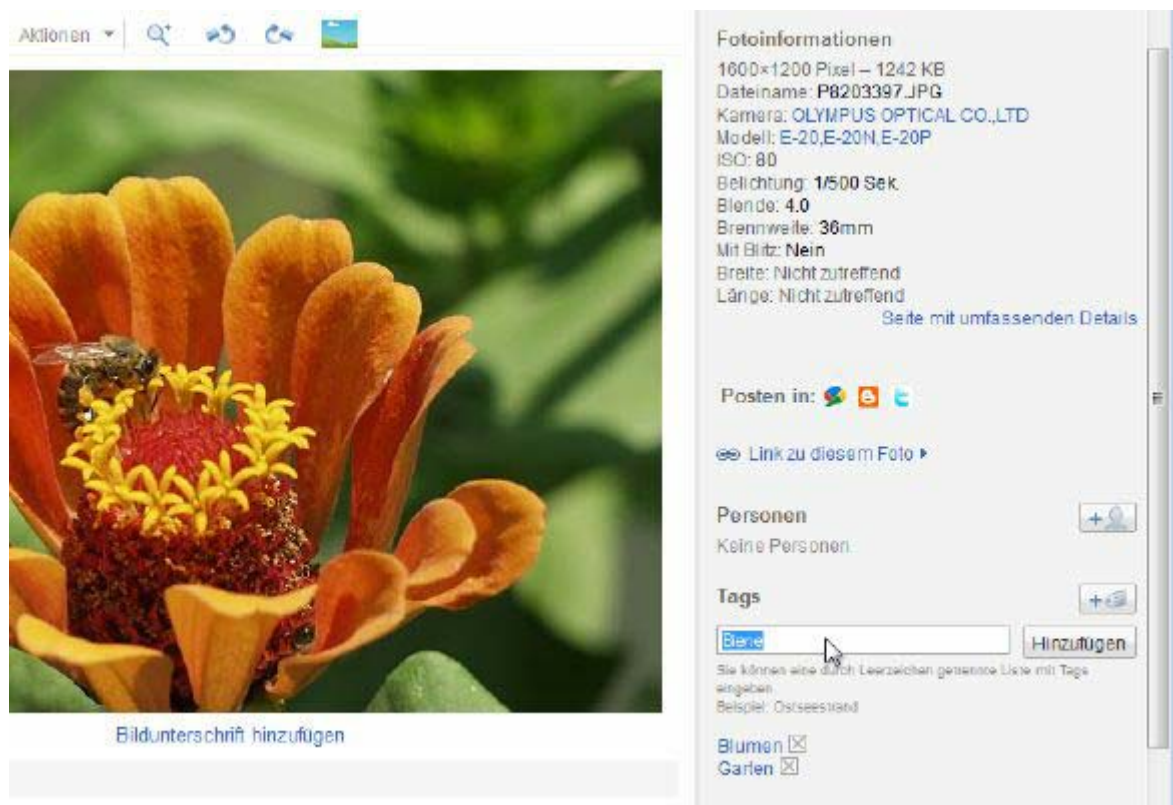 Aktionen
Fotoinformationen
1600×1200 Pixel – 1242 KB
Dateiname: P8203397.JPG
Kamera: OLYMPUS OPTICAL CO.,LTD
Modell: E-20,E-20N,E-20P
ISO: 80
Belichtung: 1/500 Sek.
Blende: 4.0
Brennweite: 36mm
Mit Blitz: Nein
Breite: Nicht zutreffend
Länge: Nicht zutreffend
Seite mit umfassenden Details
Posten in:
Link zu diesem Foto
Personen
Keine Personen
Tags
Biene
Hinzufügen
Sie können eine durch Leerzeichen getrennte Liste mit Tags
eingeben
Beispiel: Ostseestrand
Blumen
Garten
Bildunterschrift hinzufügen